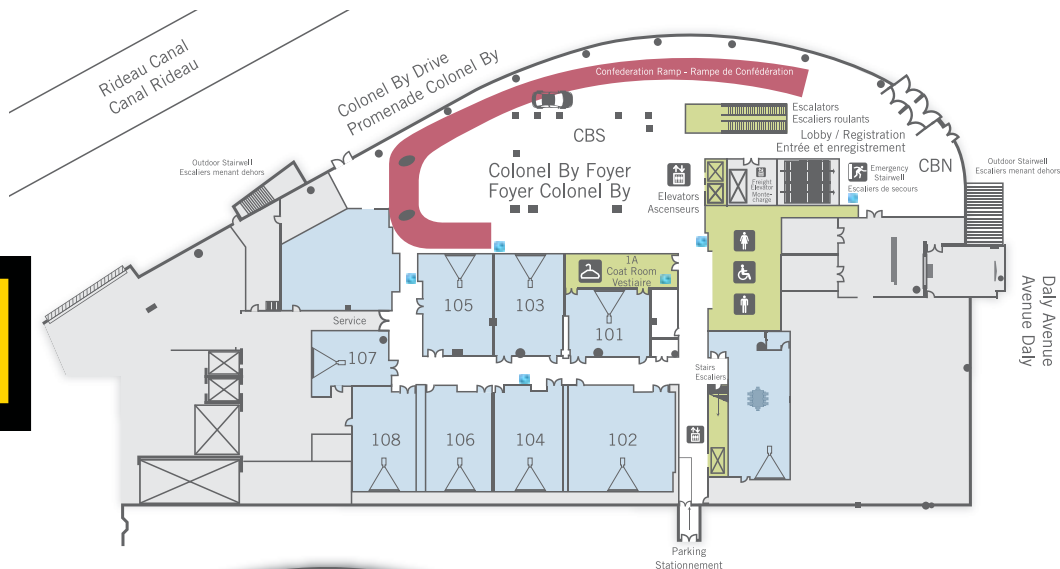 Rideau Canal
Canal Rideau
Colonel By Drive
Promenade Colonel By
Confederation Ramp - Rampe de Confédération
Escalators
Escaliers roulants
Lobby / Registration
Entrée et enregistrement
CBS
CBN
Colonel By Foyer
Foyer Colonel By
Outdoor Stairwell
Escaliers menant dehors
Elevators
Ascenseurs
Freight
Elevator
Monte-
charge
Emergency
Stairwell
Escaliers de secours
Outdoor Stairwell
Escaliers menant dehors
1A
Coat Room
Vestiaire
105
103
101
Service
107
Stairs
Escaliers
108
106
104
102
Daly Avenue
Avenue Daly
Parking
Stationnement